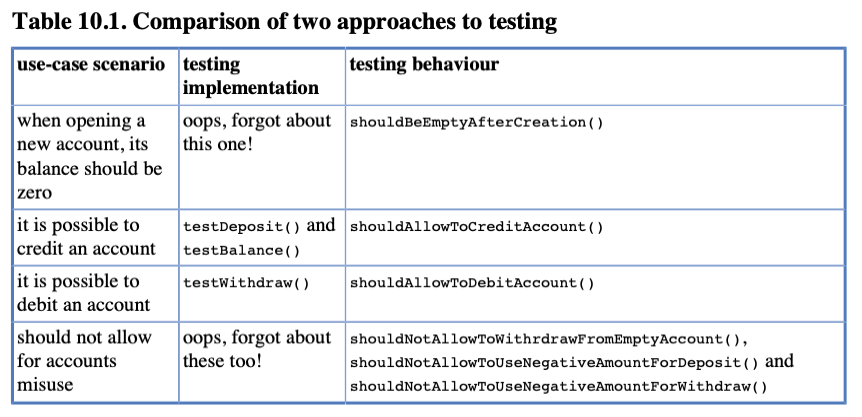 Table 10.1. Comparison of two approaches to testing
use-case scenario testing implementation testing behaviour
when opening a new account, its balance should be zero oops, forgot about this one! shouldBeEmptyAfterCreation()
it is possible to credit an account testDeposit() and testBalance() shouldAllowToCreditAccount()
it is possible to debit an account testWithdraw() shouldAllowToDebitAccount()
should not allow for accounts misuse oops, forgot about these too! shouldNotAllowToWithrdrawFromEmptyAccount(), shouldNotAllowToUseNegativeAmountForDeposit() and shouldNotAllowToUseNegativeAmountForWithdraw()